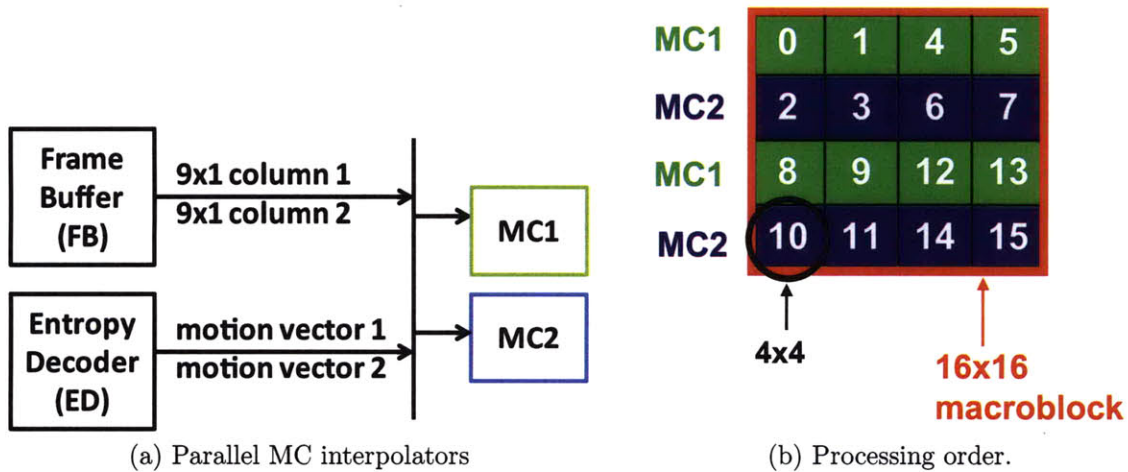 Frame
Buffer
(FB)
9x1 column 1
9x1 column 2
MC1
MC2
Entropy
Decoder
(ED)
motion vector 1
motion vector 2
(a) Parallel MC interpolators
MC1 0 1 4 5
MC2 2 3 6 7
MC1 8 9 12 13
MC2 10 11 14 15
4x4
16x16
macroblock
(b) Processing order.